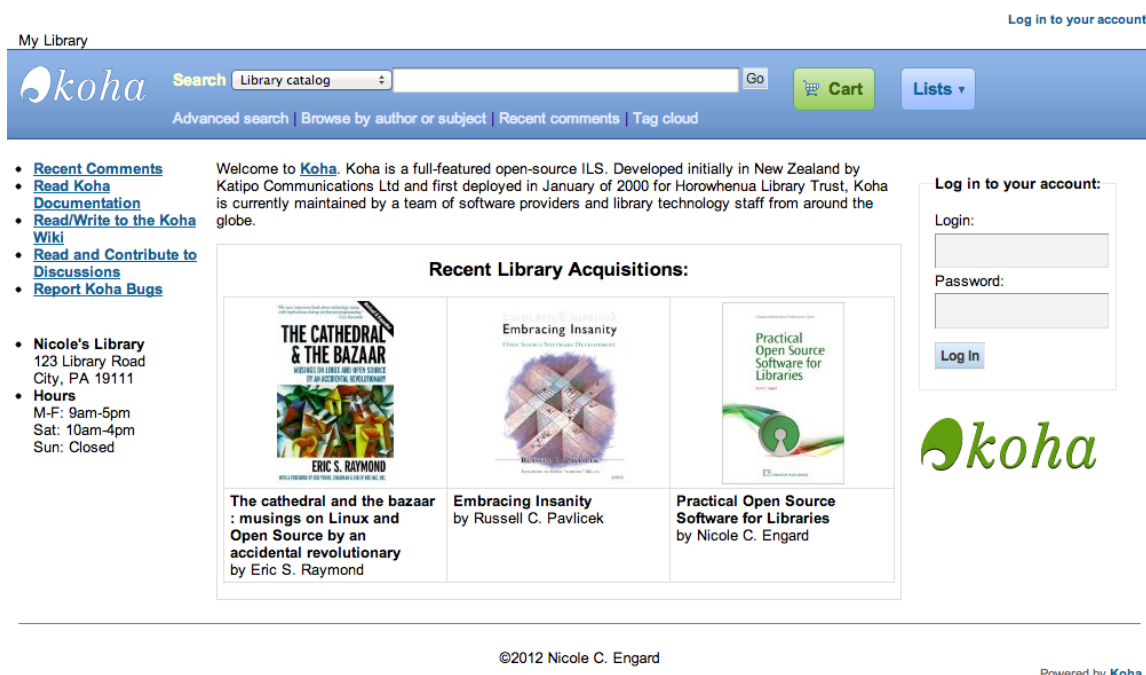 Log in to your account
My Library
koha
Search Library catalog Go
Cart
Lists ▾
Advanced search | Browse by author or subject | Recent comments | Tag cloud
• Recent Comments
• Read Koha
Documentation
• Read/Write to the Koha
Wiki
• Read and Contribute to
Discussions
• Report Koha Bugs
• Nicole's Library
123 Library Road
City, PA 19111
• Hours
M-F: 9am-5pm
Sat: 10am-4pm
Sun: Closed
Welcome to Koha. Koha is a full-featured open-source ILS. Developed initially in New Zealand by
Katipo Communications Ltd and first deployed in January of 2000 for Horowhenua Library Trust, Koha
is currently maintained by a team of software providers and library technology staff from around the
globe.
Recent Library Acquisitions:
THE CATHEDRAL
& THE BAZAAR
MUSINGS ON LINUX AND OPEN SOURCE
BY AN ACCIDENTAL REVOLUTIONARY
ERIC S. RAYMOND
Embracing Insanity
Open Source Software Development
Russell C. Pavlicek
Practical
Open Source
Software for
Libraries
The cathedral and the bazaar
: musings on Linux and
Open Source by an
accidental revolutionary
by Eric S. Raymond
Embracing Insanity
by Russell C. Pavlicek
Practical Open Source
Software for Libraries
by Nicole C. Engard
Log in to your account:
Login:
Password:
Log In
koha
©2012 Nicole C. Engard
Powered by Koha